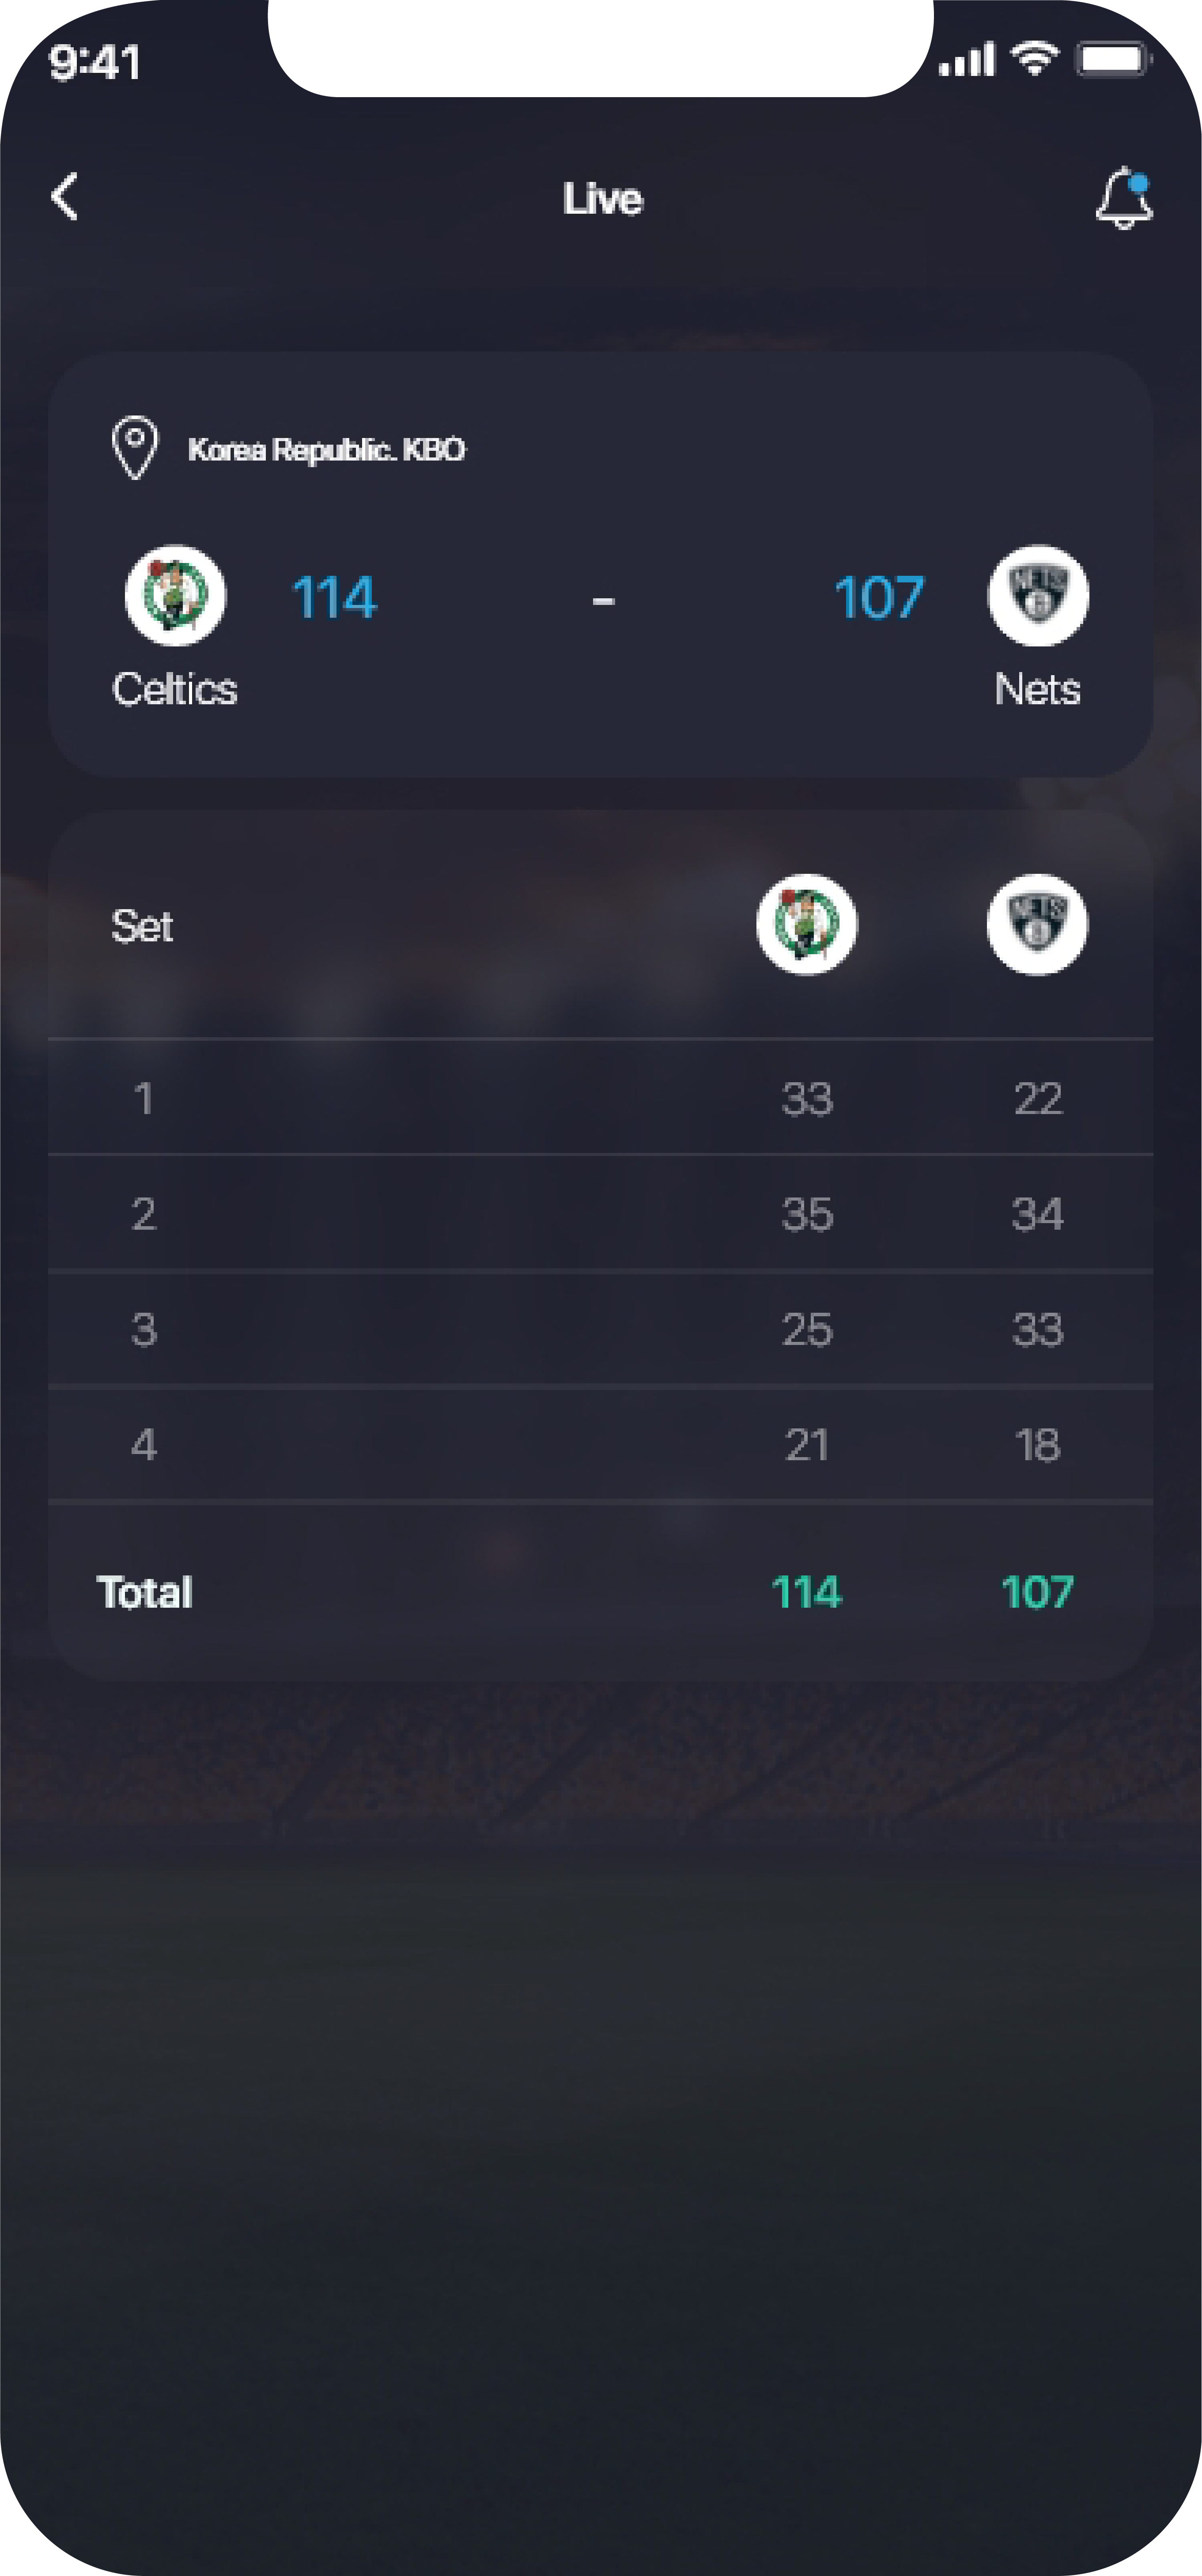 9:41
Live
Korea Republic. KBO
114 - 107
Celtics Nets
Set
1 33 22
2 35 34
3 25 33
4 21 18
Total 114 107